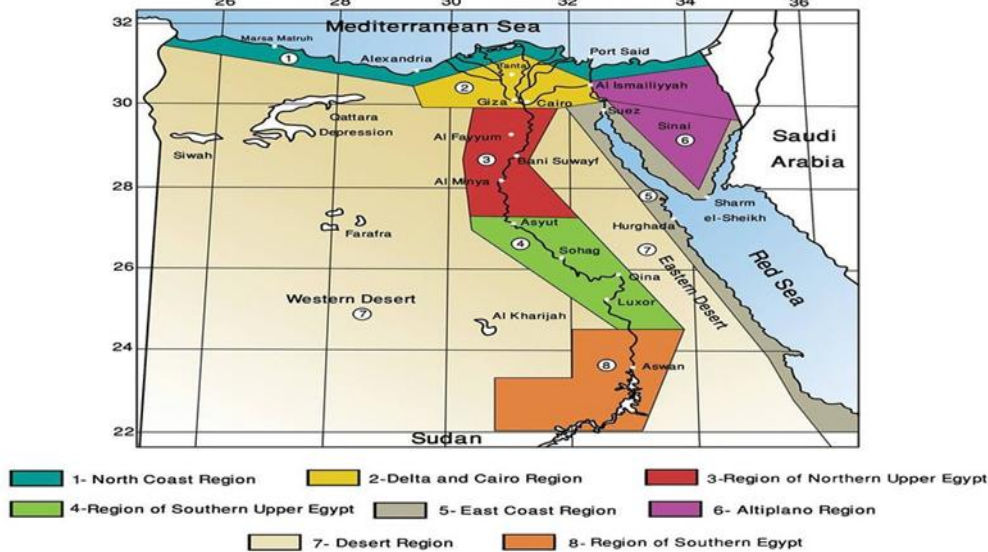 26 28 30 32 34 36
32
Mediterranean Sea
Marsa Matruh
1
Alexandria
Port Said
Tanta
2
Al Ismailiyyah
30
Giza
Cairo
Suez
Qattara
Depression
Al Fayyum
Sinai
6
Saudi
Arabia
Siwah
3
Bani Suwayf
28
Al Minya
5
Sharm
el-Sheikh
Farafra
Asyut
Hurghada
4
Sohag
7
26
Qina
Eastern Desert
Red Sea
Western Desert
7
Luxor
Al Kharijah
24
8
Aswan
22
Sudan
1- North Coast Region
2-Delta and Cairo Region
3-Region of Northern Upper Egypt
4-Region of Southern Upper Egypt
5- East Coast Region
6- Altiplano Region
7- Desert Region
8- Region of Southern Egypt